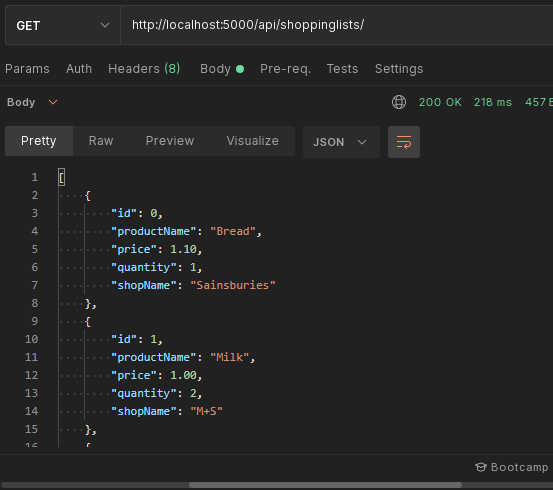 GET http://localhost:5000/api/shoppinglists/
Params Auth Headers (8) Body Pre-req. Tests Settings
Body 200 OK 218 ms 457 B
Pretty Raw Preview Visualize JSON
1 [
2 {
3 "id": 0,
4 "productName": "Bread",
5 "price": 1.10,
6 "quantity": 1,
7 "shopName": "Sainsburies"
8 },
9 {
10 "id": 1,
11 "productName": "Milk",
12 "price": 1.00,
13 "quantity": 2,
14 "shopName": "M+S"
15 },
16 {
Bootcamp